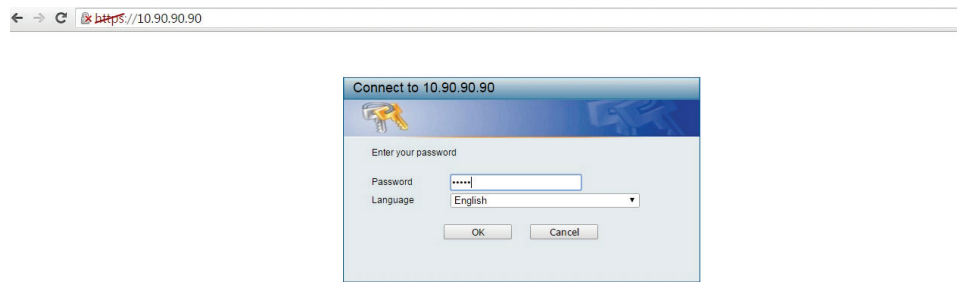 https://10.90.90.90
Connect to 10.90.90.90
Enter your password
Password •••••
Language English
OK Cancel